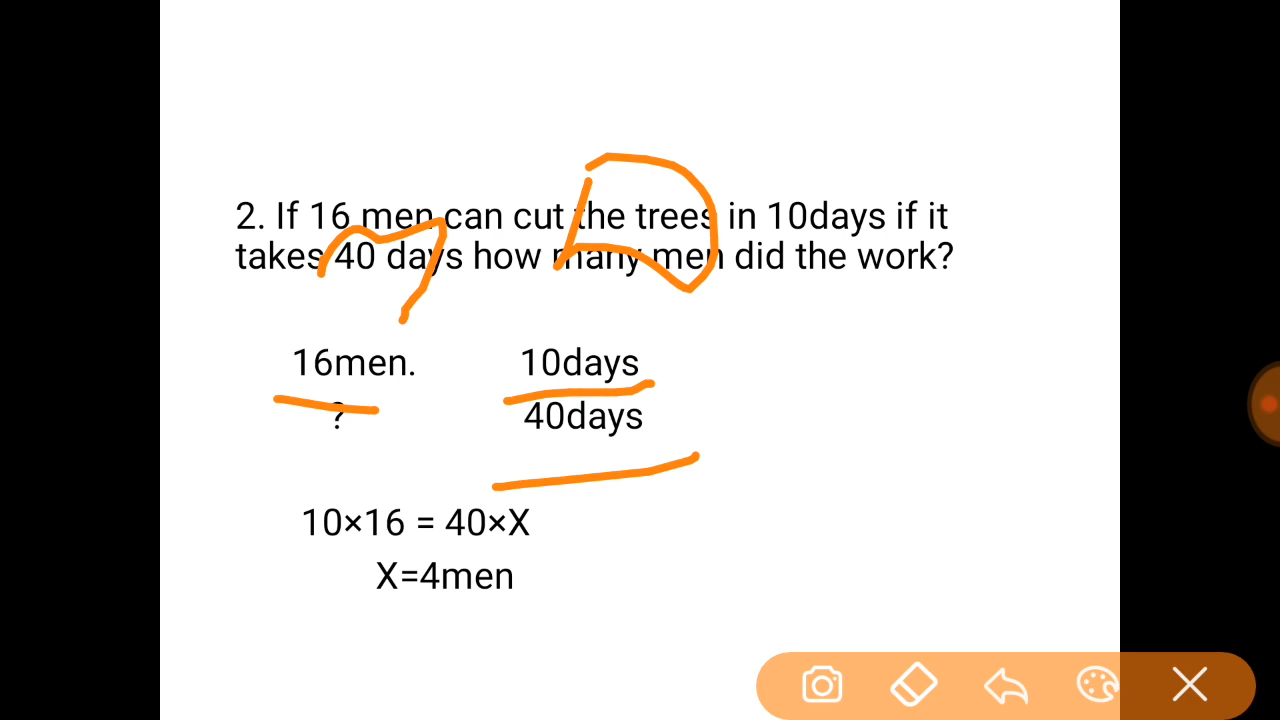 2. If 16 men can cut the trees in 10days if it
takes 40 days how many men did the work?
16men. 10days
? 40days
10×16 = 40×X
X=4men